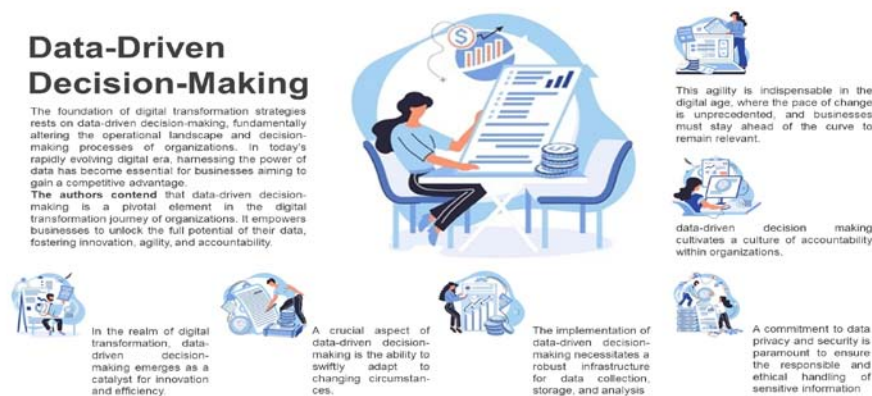 Data-Driven
Decision-Making
The foundation of digital transformation strategies
rests on data-driven decision-making, fundamentally
altering the operational landscape and decision-
making processes of organizations. In today's
rapidly evolving digital era, harnessing the power of
data has become essential for businesses aiming to
gain a competitive advantage.
The authors contend that data-driven decision-
making is a pivotal element in the digital
transformation journey of organizations. It empowers
businesses to unlock the full potential of their data,
fostering innovation, agility, and accountability.
This agility is indispensable in the
digital age, where the pace of change
is unprecedented, and businesses
must stay ahead of the curve to
remain relevant.
data-driven decision making
cultivates a culture of accountability
within organizations.
In the realm of digital
transformation, data-
driven decision-
making emerges as a
catalyst for innovation
and efficiency.
A crucial aspect of
data-driven decision-
making is the ability to
swiftly adapt to
changing circumstan-
ces.
The implementation of
data-driven decision-
making necessitates a
robust infrastructure
for data collection,
storage, and analysis
A commitment to data
privacy and security is
paramount to ensure
the responsible and
ethical handling of
sensitive information